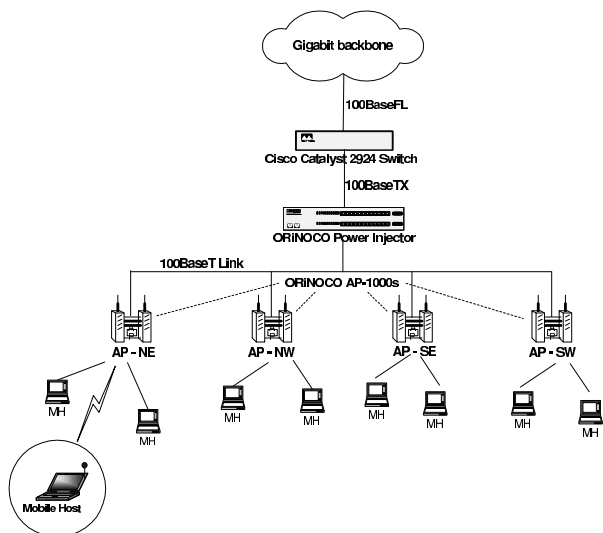 Gigabit backbone
100BaseFL
Cisco Catalyst 2924 Switch
100BaseTX
ORiNOCO Power Injector
100BaseT Link
ORiNOCO AP-1000s
AP - NE
AP - NW
AP - SE
AP - SW
MH
MH
MH
MH
MH
MH
MH
MH
Mobile Host